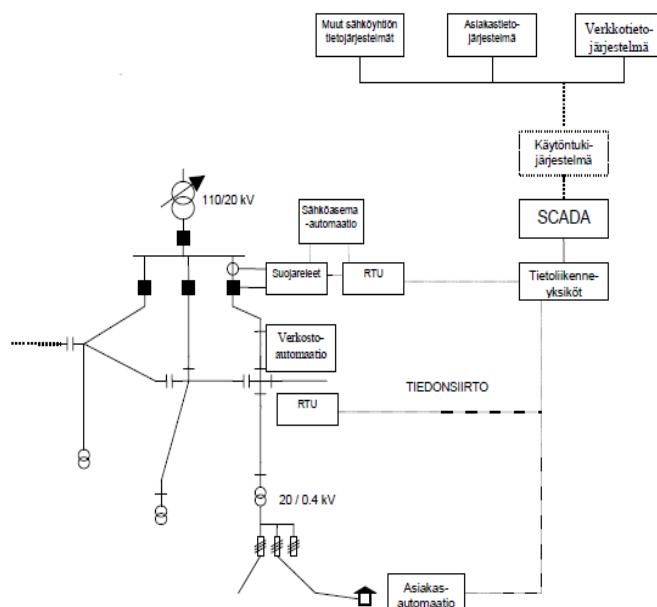 Muut sähköyhtiön
tietojärjestelmät
Asiakastieto-
järjestelmä
Verkkotieto-
järjestelmä
Käytöntuki-
järjestelmä
110/20 kV
Sähköasema
-automaatio
SCADA
Suojareleet
RTU
Tietoliikenne-
yksiköt
Verkosto-
automaatio
TIEDONSIIRTO
RTU
20 / 0.4 kV
Asiakas-
automaatio